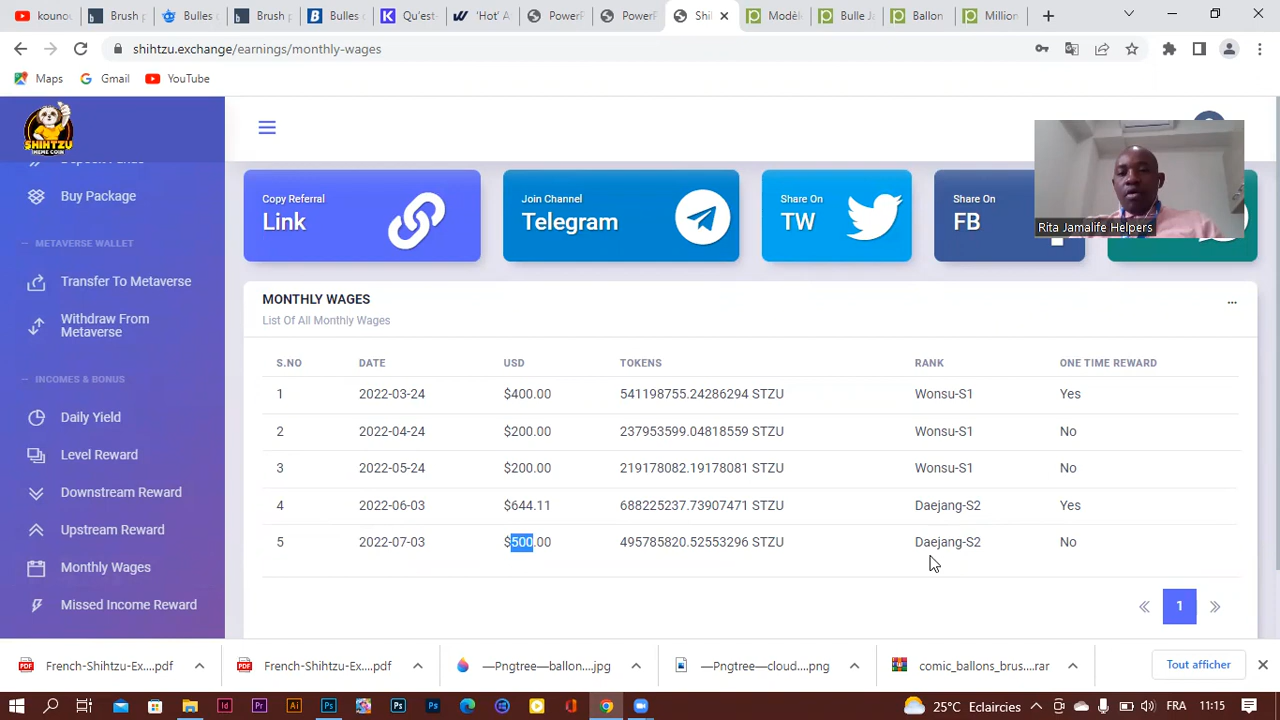 kounou
Brush p
Bulles d
Brush p
Bulles d
Qu'est-
'Hot' A
PowerP
PowerP
Shi
Modèl
Bulle Ja
Ballon
Million
shihtzu.exchange/earnings/monthly-wages
Maps
Gmail
YouTube
SHIHTZU
MEME COIN
Buy Package
METAVERSE WALLET
Transfer To Metaverse
Withdraw From
Metaverse
INCOMES & BONUS
Daily Yield
Level Reward
Downstream Reward
Upstream Reward
Monthly Wages
Missed Income Reward
Copy Referral
Link
Join Channel
Telegram
Share On
TW
Share On
FB
Rita Jamalife Helpers
MONTHLY WAGES
...
List Of All Monthly Wages
S.NO DATE USD TOKENS RANK ONE TIME REWARD
1 2022-03-24 $400.00 541198755.24286294 STZU Wonsu-S1 Yes
2 2022-04-24 $200.00 237953599.04818559 STZU Wonsu-S1 No
3 2022-05-24 $200.00 219178082.19178081 STZU Wonsu-S1 No
4 2022-06-03 $644.11 688225237.73907471 STZU Daejang-S2 Yes
5 2022-07-03 $500.00 495785820.52553296 STZU Daejang-S2 No
1
French-Shihtzu-Ex....pdf
French-Shihtzu-Ex....pdf
—Pngtree—ballon....jpg
—Pngtree—cloud....png
comic_ballons_brus....rar
Tout afficher
25°C Eclaircies
FRA
11:15